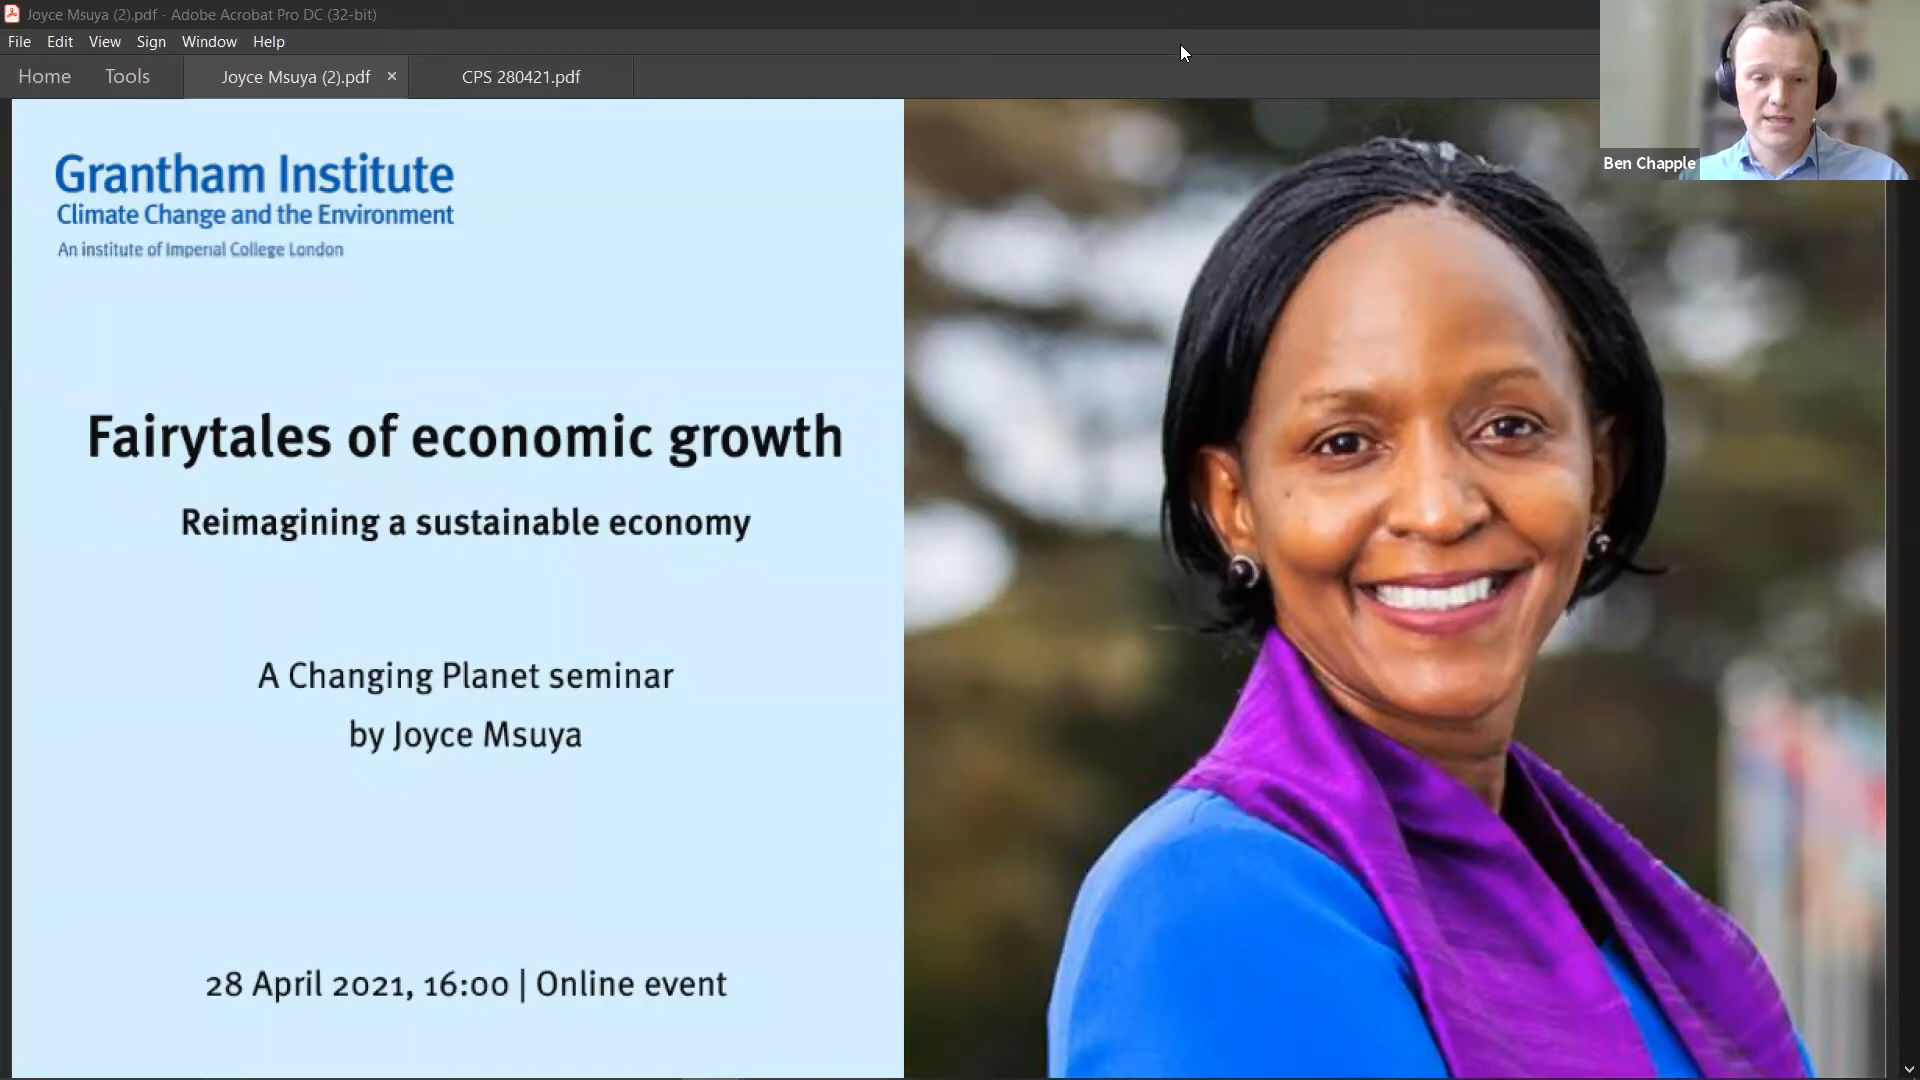 Joyce Msuya (2).pdf - Adobe Acrobat Pro DC (32-bit)
File Edit View Sign Window Help
Home Tools Joyce Msuya (2).pdf × CPS 280421.pdf
Ben Chapple
Grantham Institute
Climate Change and the Environment
An institute of Imperial College London
Fairytales of economic growth
Reimagining a sustainable economy
A Changing Planet seminar
by Joyce Msuya
28 April 2021, 16:00 | Online event